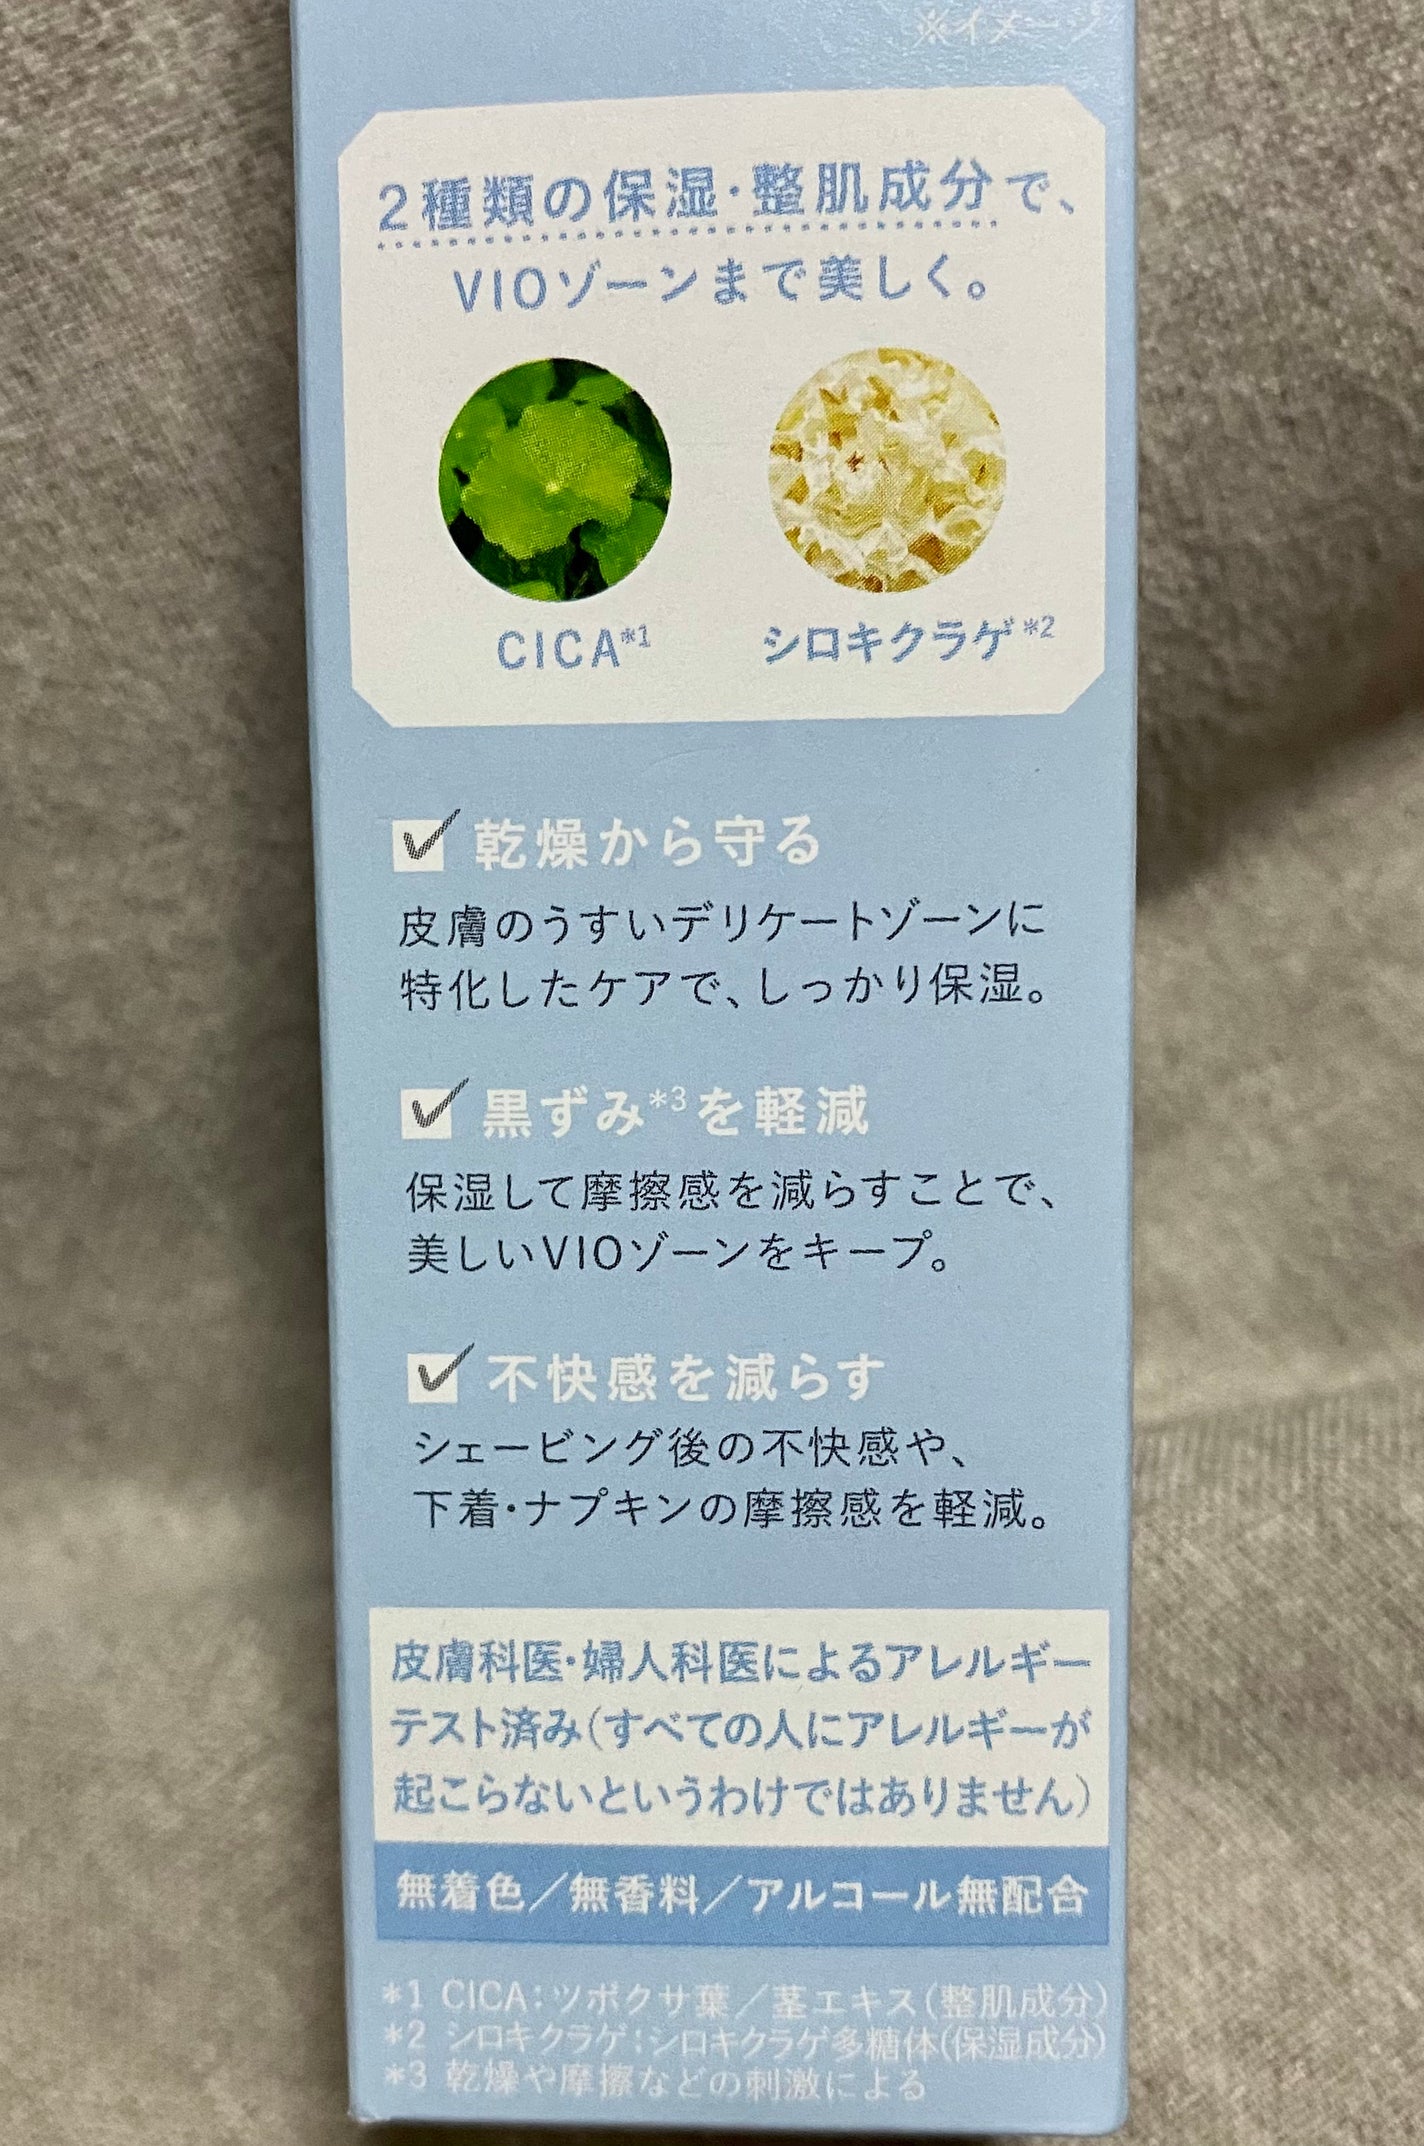 ※イメージ
2種類の保湿・整肌成分で、
VIOゾーンまで美しく。
CICA*1
シロキクラゲ*2
乾燥から守る
皮膚のうすいデリケートゾーンに
特化したケアで、しっかり保湿。
黒ずみ*3を軽減
保湿して摩擦感を減らすことで、
美しいVIOゾーンをキープ。
不快感を減らす
シェービング後の不快感や、
下着・ナプキンの摩擦感を軽減。
皮膚科医・婦人科医によるアレルギー
テスト済み(すべての人にアレルギーが
起こらないというわけではありません)
無着色／無香料／アルコール無配合
*1 CICA:ツボクサ葉／茎エキス(整肌成分)
*2 シロキクラゲ:シロキクラゲ多糖体(保湿成分)
*3 乾燥や摩擦などの刺激による